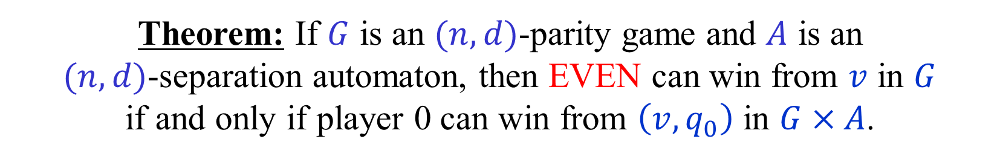 Theorem: If G is an (n, d)-parity game and A is an
(n, d)-separation automaton, then EVEN can win from v in G
if and only if player 0 can win from (v, q₀) in G × A.